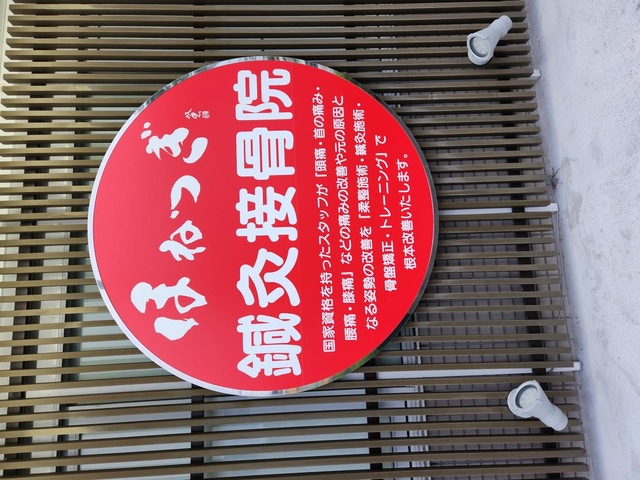 ほねつぎ
鍼灸接骨院
国家資格を持ったスタッフが「頭痛・首の痛み・
腰痛・膝痛」などの痛みの改善や元の原因と
なる姿勢の改善を「柔整施術・鍼灸施術・
骨盤矯正・トレーニング」で
根本改善いたします。